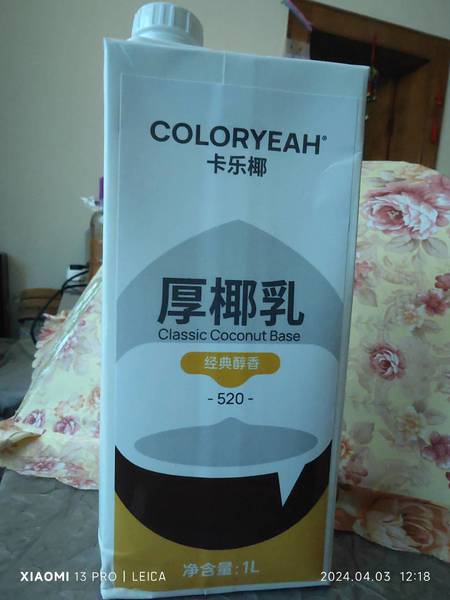 COLORYEAH®
卡乐椰
厚椰乳
Classic Coconut Base
经典醇香
- 520 -
净含量: 1L
XIAOMI 13 PRO | LEICA
2024.04.03 12:18